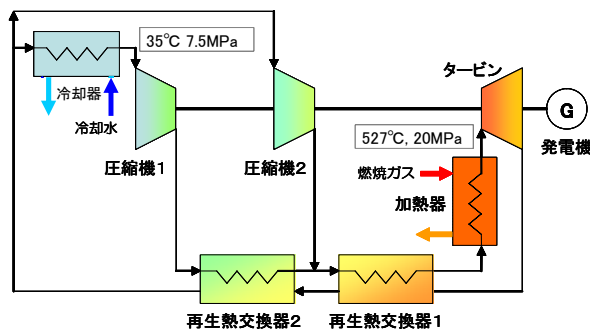 35℃ 7.5MPa
タービン
冷却器
冷却水
G
527℃, 20MPa
発電機
圧縮機1
圧縮機2
燃焼ガス
加熱器
再生熱交換器2
再生熱交換器1